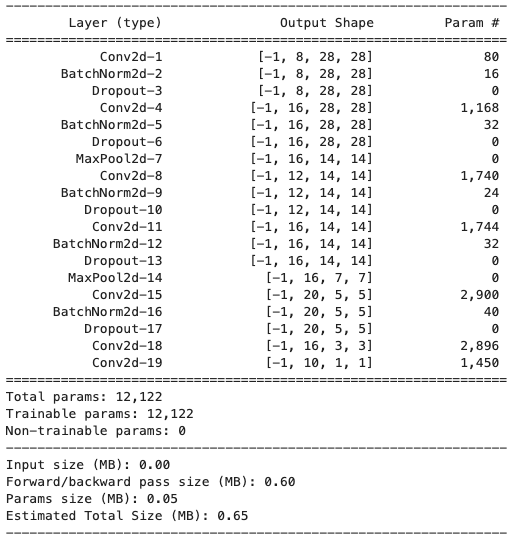 ----------------------------------------------------------------
        Layer (type)               Output Shape         Param #
================================================================
            Conv2d-1            [-1, 8, 28, 28]              80
       BatchNorm2d-2            [-1, 8, 28, 28]              16
           Dropout-3            [-1, 8, 28, 28]               0
            Conv2d-4           [-1, 16, 28, 28]           1,168
       BatchNorm2d-5           [-1, 16, 28, 28]              32
           Dropout-6           [-1, 16, 28, 28]               0
         MaxPool2d-7           [-1, 16, 14, 14]               0
            Conv2d-8           [-1, 12, 14, 14]           1,740
       BatchNorm2d-9           [-1, 12, 14, 14]              24
          Dropout-10           [-1, 12, 14, 14]               0
           Conv2d-11           [-1, 16, 14, 14]           1,744
      BatchNorm2d-12           [-1, 16, 14, 14]              32
          Dropout-13           [-1, 16, 14, 14]               0
        MaxPool2d-14             [-1, 16, 7, 7]               0
           Conv2d-15             [-1, 20, 5, 5]           2,900
      BatchNorm2d-16             [-1, 20, 5, 5]              40
          Dropout-17             [-1, 20, 5, 5]               0
           Conv2d-18             [-1, 16, 3, 3]           2,896
           Conv2d-19             [-1, 10, 1, 1]           1,450
================================================================
Total params: 12,122
Trainable params: 12,122
Non-trainable params: 0
----------------------------------------------------------------
Input size (MB): 0.00
Forward/backward pass size (MB): 0.60
Params size (MB): 0.05
Estimated Total Size (MB): 0.65
----------------------------------------------------------------